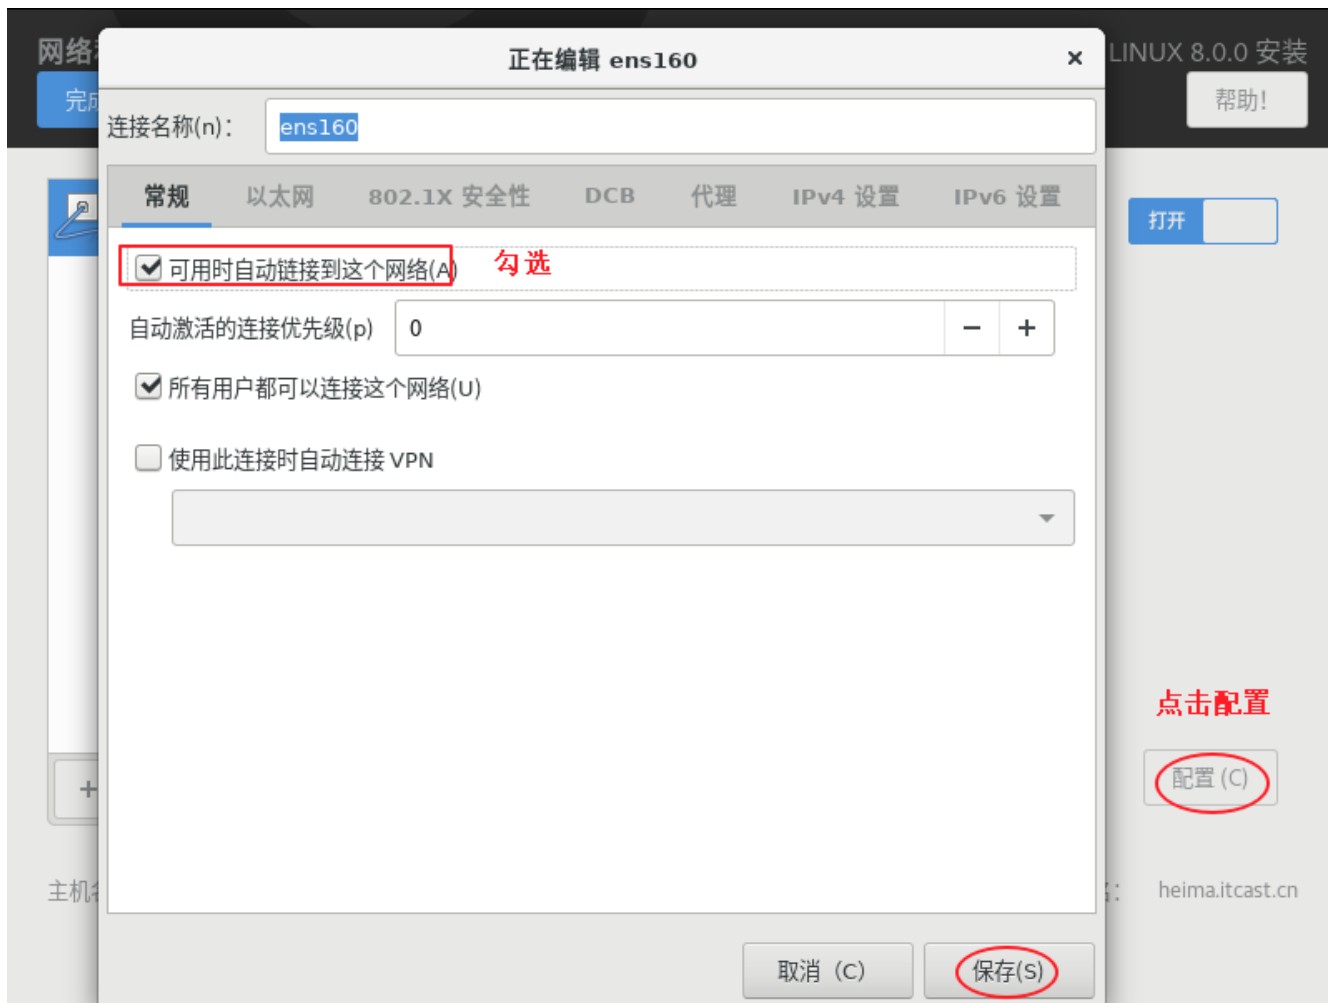 网络
正在编辑 ens160
×
LINUX 8.0.0 安装
完成
帮助!
连接名称(n)：
ens160
常规
以太网
802.1X 安全性
DCB
代理
IPv4 设置
IPv6 设置
打开
可用时自动链接到这个网络(A)
勾选
自动激活的连接优先级(p)
0
− +
所有用户都可以连接这个网络(U)
使用此连接时自动连接 VPN
点击配置
+
配置 (C)
主机
：
heima.itcast.cn
取消（C）
保存(S)